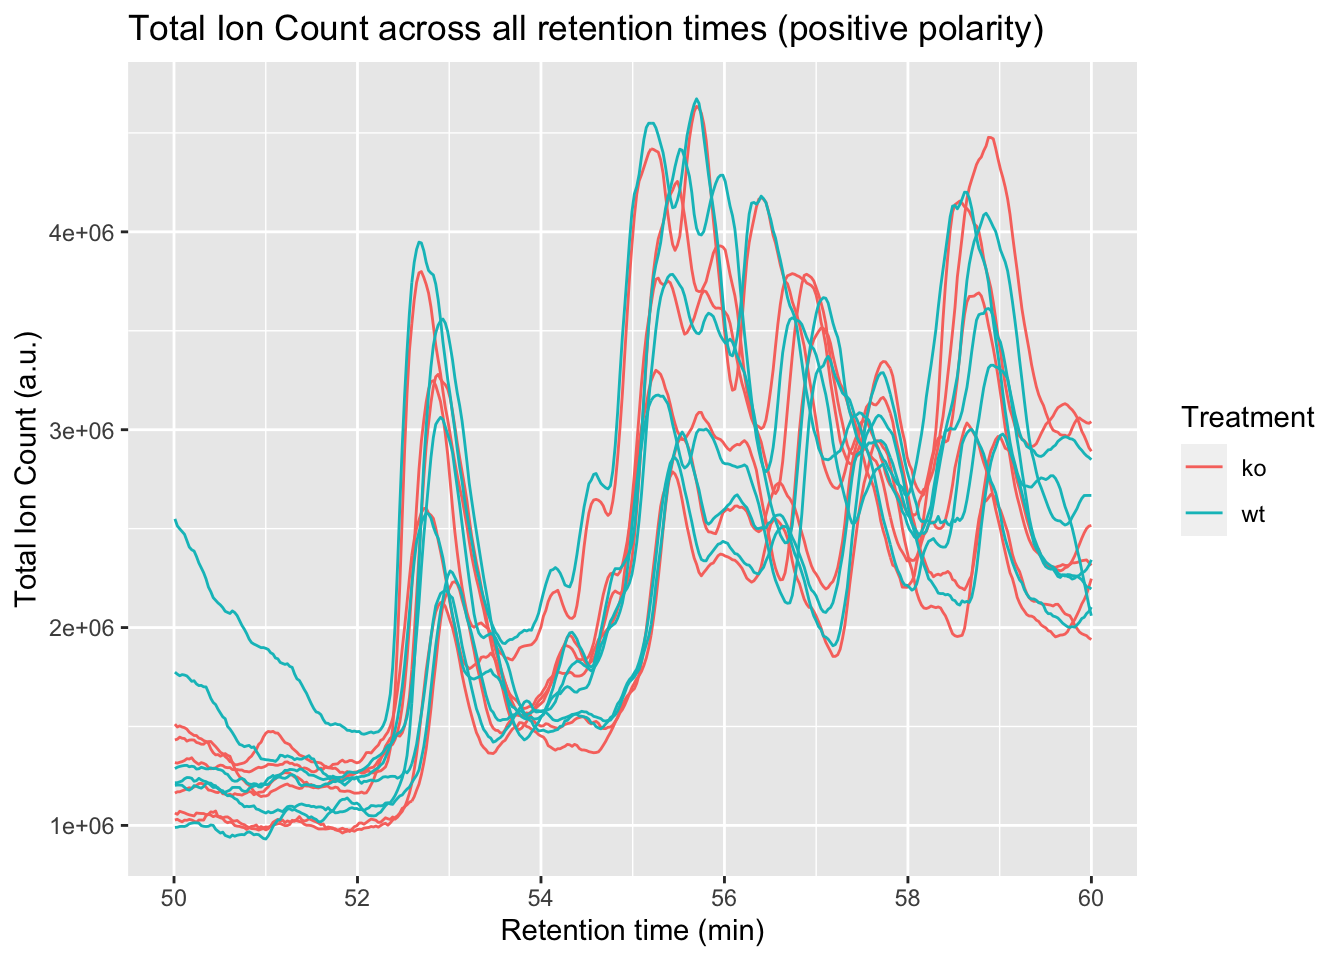 Total Ion Count across all retention times (positive polarity)
Total Ion Count (a.u.)
4e+06
3e+06
2e+06
1e+06
50 52 54 56 58 60
Retention time (min)
Treatment
ko
wt